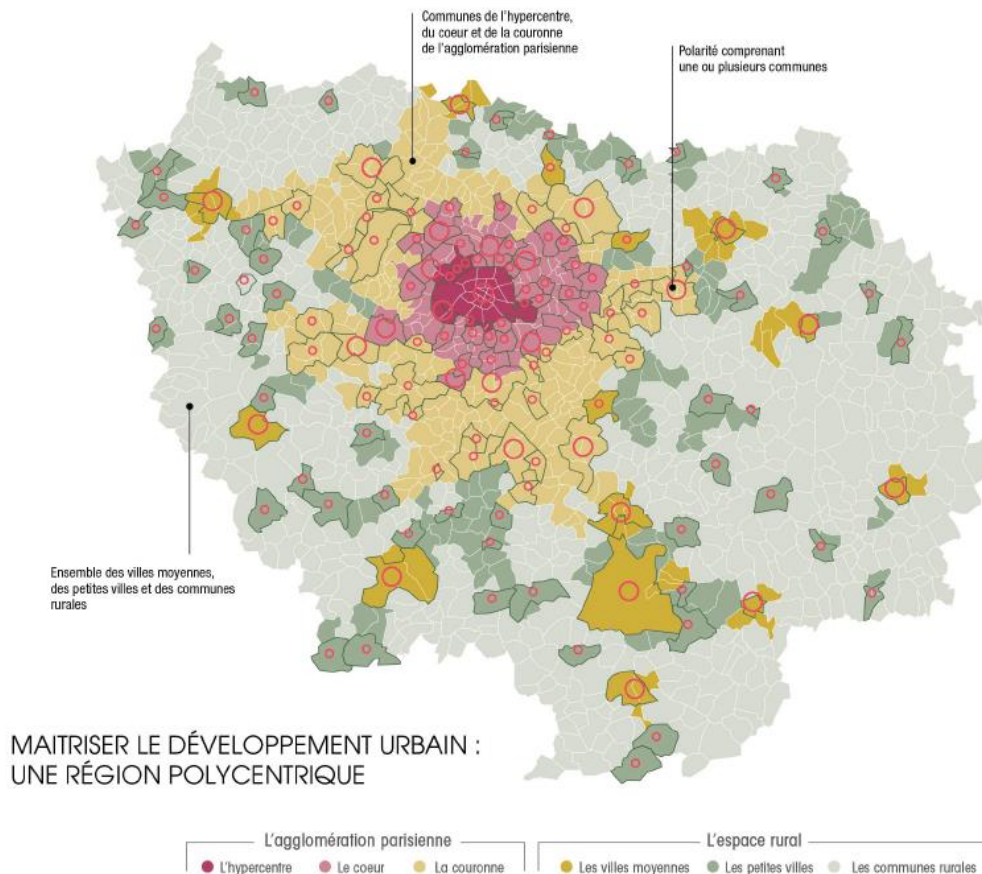 Communes de l'hypercentre,
du coeur et de la couronne
de l'agglomération parisienne
Polarité comprenant
une ou plusieurs communes
Ensemble des villes moyennes,
des petites villes et des communes
rurales
MAITRISER LE DÉVELOPPEMENT URBAIN :
UNE RÉGION POLYCENTRIQUE
L'agglomération parisienne
L'espace rural
L'hypercentre
Le coeur
La couronne
Les villes moyennes
Les petites villes
Les communes rurales